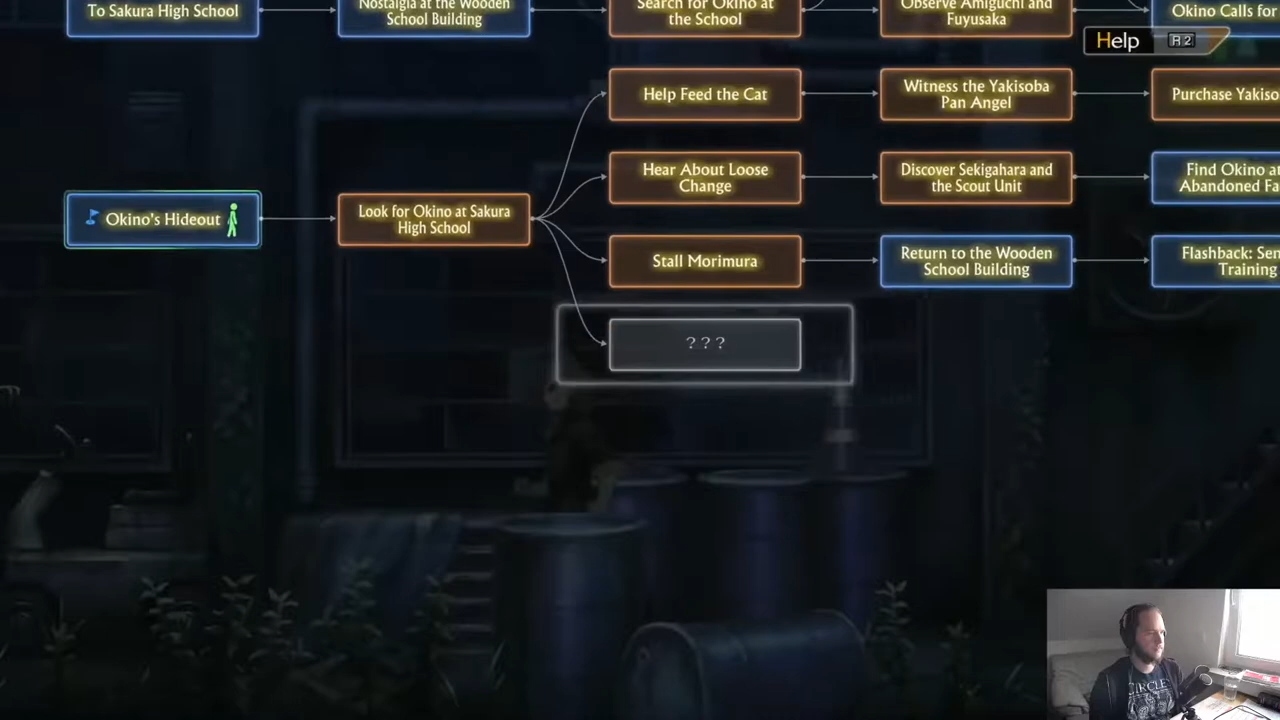 To Sakura High School
Nostalgia at the Wooden
School Building
Search for Okino at
the School
Observe Amiguchi and
Fuyusaka
Okino Calls for
Help R2
Help Feed the Cat
Witness the Yakisoba
Pan Angel
Purchase
Hear About Loose
Change
Discover Sekigahara and
the Scout Unit
Find Okino
Abandoned
Okino's Hideout
Look for Okino at Sakura
High School
Stall Morimura
Return to the Wooden
School Building
Flashback:
Training
???
CIRCLE